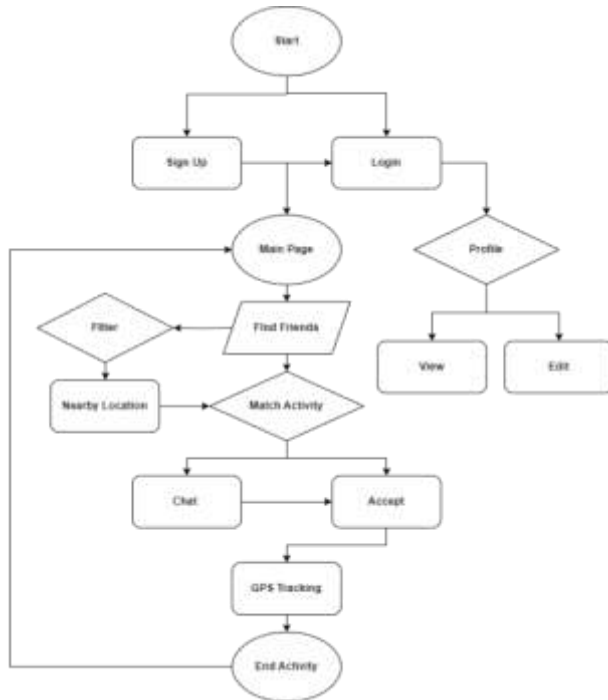 Start
Sign Up
Login
Main Page
Profile
Filter
Find Friends
View
Edit
Nearby Location
Match Activity
Chat
Accept
GPS Tracking
End Activity